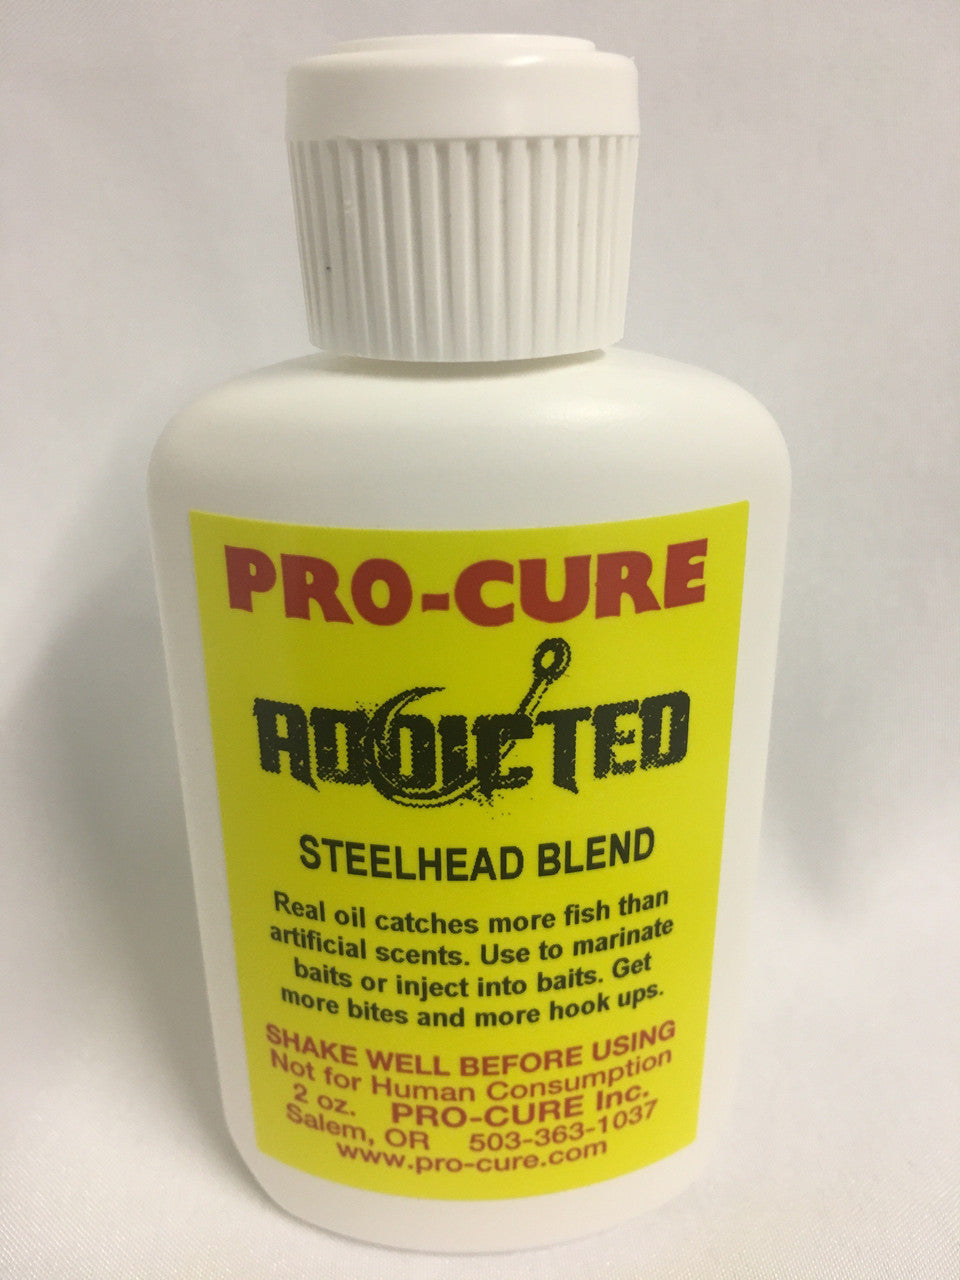 PRO-CURE
ADDICTED
STEELHEAD BLEND
Real oil catches more fish than
artificial scents. Use to marinate
baits or inject into baits. Get
more bites and more hook ups.
SHAKE WELL BEFORE USING
Not for Human Consumption
2 oz. PRO-CURE Inc.
Salem, OR 503-363-1037
www.pro-cure.com